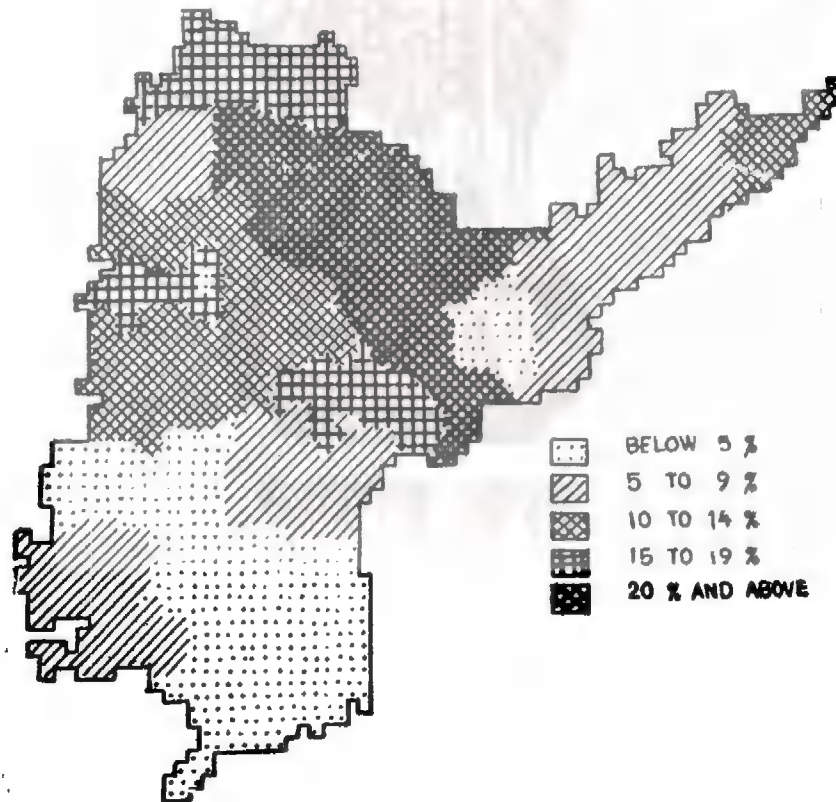 BELOW 5 %
5 TO 9 %
10 TO 14 %
15 TO 19 %
20 % AND ABOVE